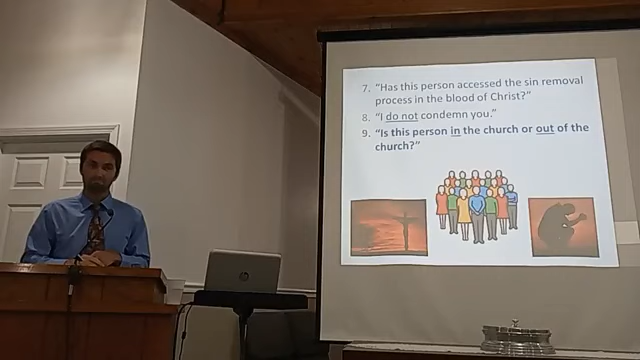 7. "Has this person accessed the sin removal
process in the blood of Christ?"
8. "I do not condemn you."
9. "Is this person in the church or out of the
church?"